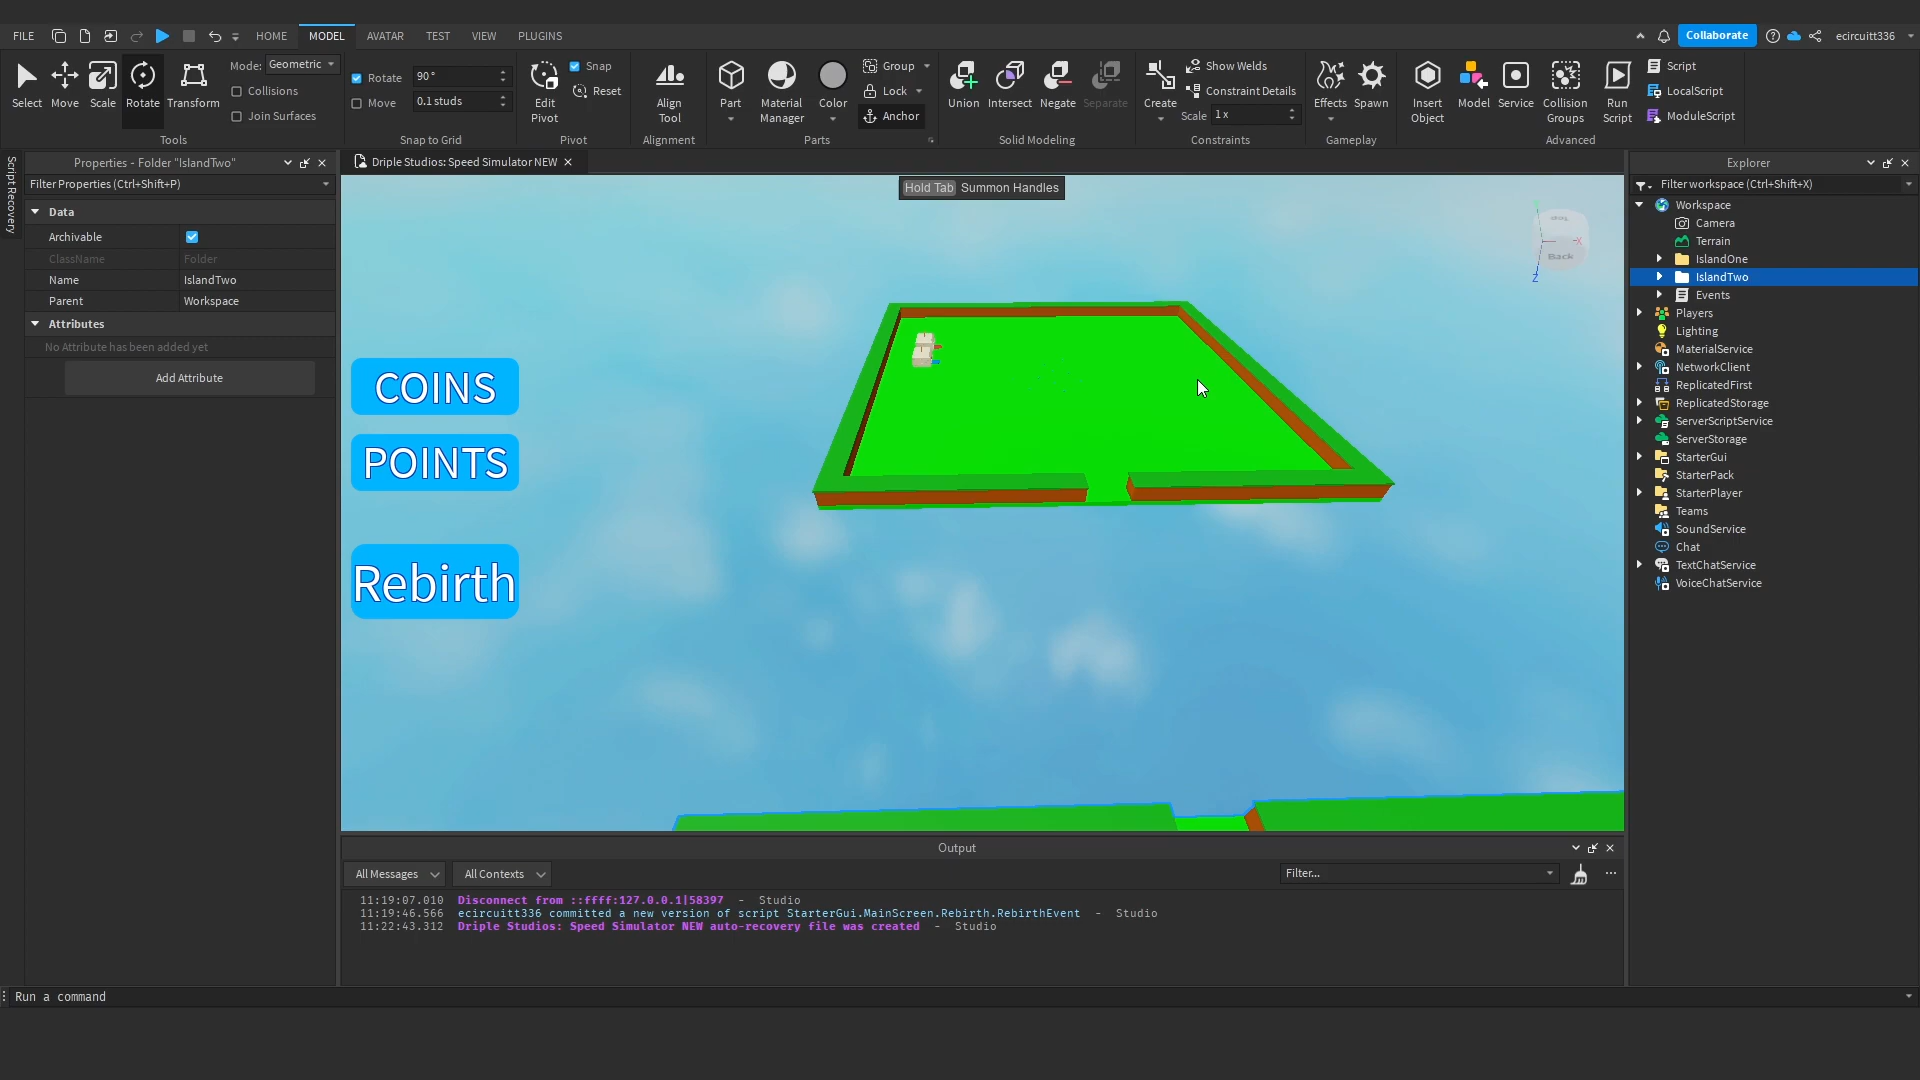 FILE HOME MODEL AVATAR TEST VIEW PLUGINS Collaborate ecircuitt336
Select Move Scale Rotate Transform
Mode: Geometric
Collisions
Join Surfaces
Tools
Rotate 90°
Move 0.1 studs
Snap to Grid
Edit Pivot
Snap
Reset
Pivot
Align Tool
Alignment
Part
Material Manager
Color
Group
Lock
Anchor
Parts
Union Intersect Negate Separate
Solid Modeling
Create
Show Welds
Constraint Details
Scale 1 x
Constraints
Effects Spawn
Gameplay
Insert Object
Model
Service
Collision Groups
Run Script
Script
LocalScript
ModuleScript
Advanced
Script Recovery
Properties - Folder "IslandTwo"
Filter Properties (Ctrl+Shift+P)
Data
Archivable
ClassName Folder
Name IslandTwo
Parent Workspace
Attributes
No Attribute has been added yet
Add Attribute
Driple Studios: Speed Simulator NEW
Hold Tab Summon Handles
Back
X
Z
COINS
POINTS
Rebirth
Output
All Messages All Contexts Filter...
11:19:07.010 Disconnect from ::ffff:127.0.0.1|58397 - Studio
11:19:46.566 ecircuitt336 committed a new version of script StarterGui.MainScreen.Rebirth.RebirthEvent - Studio
11:22:43.312 Driple Studios: Speed Simulator NEW auto-recovery file was created - Studio
Explorer
Filter workspace (Ctrl+Shift+X)
Workspace
Camera
Terrain
IslandOne
IslandTwo
Events
Players
Lighting
MaterialService
NetworkClient
ReplicatedFirst
ReplicatedStorage
ServerScriptService
ServerStorage
StarterGui
StarterPack
StarterPlayer
Teams
SoundService
Chat
TextChatService
VoiceChatService
Run a command